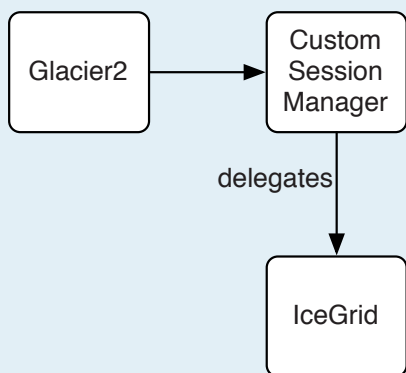 Glacier2
Custom
Session
Manager
delegates
IceGrid